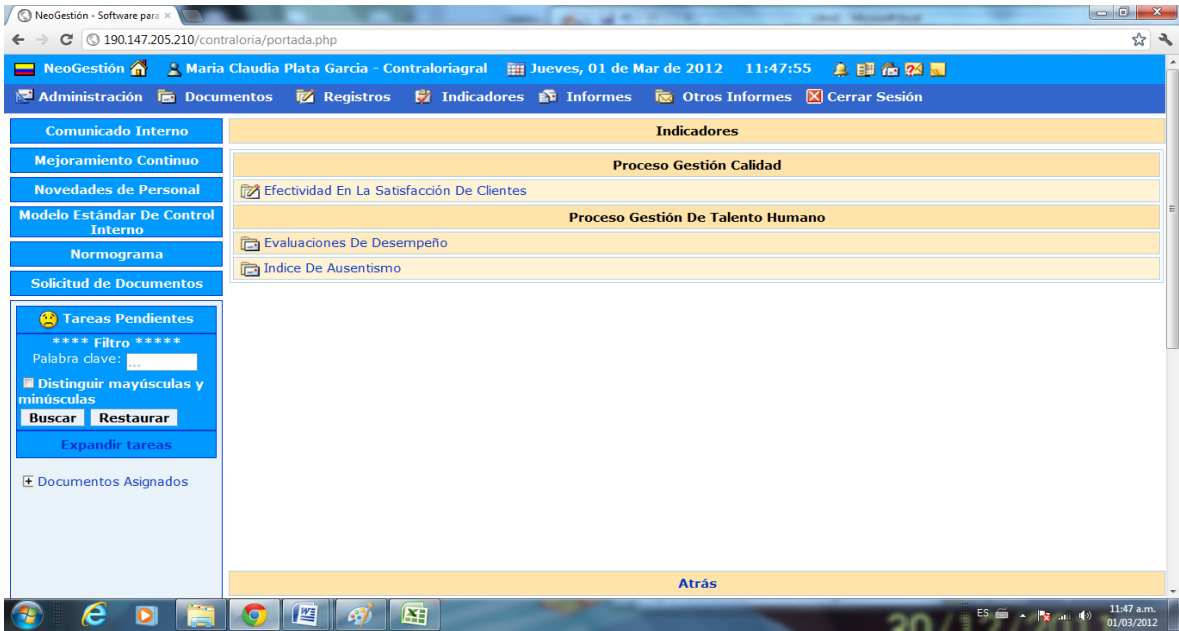 NeoGestión - Software para
190.147.205.210/contraloria/portada.php
NeoGestión Maria Claudia Plata Garcia - Contraloriagral Jueves, 01 de Mar de 2012 11:47:55
Administración Documentos Registros Indicadores Informes Otros Informes Cerrar Sesión
Comunicado Interno
Mejoramiento Continuo
Novedades de Personal
Modelo Estándar De Control
Interno
Normograma
Solicitud de Documentos
Tareas Pendientes
**** Filtro *****
Palabra clave: ...
Distinguir mayúsculas y
minúsculas
Buscar Restaurar
Expandir tareas
Documentos Asignados
Indicadores
Proceso Gestión Calidad
Efectividad En La Satisfacción De Clientes
Proceso Gestión De Talento Humano
Evaluaciones De Desempeño
Indice De Ausentismo
Atrás
ES
11:47 a.m.
01/03/2012